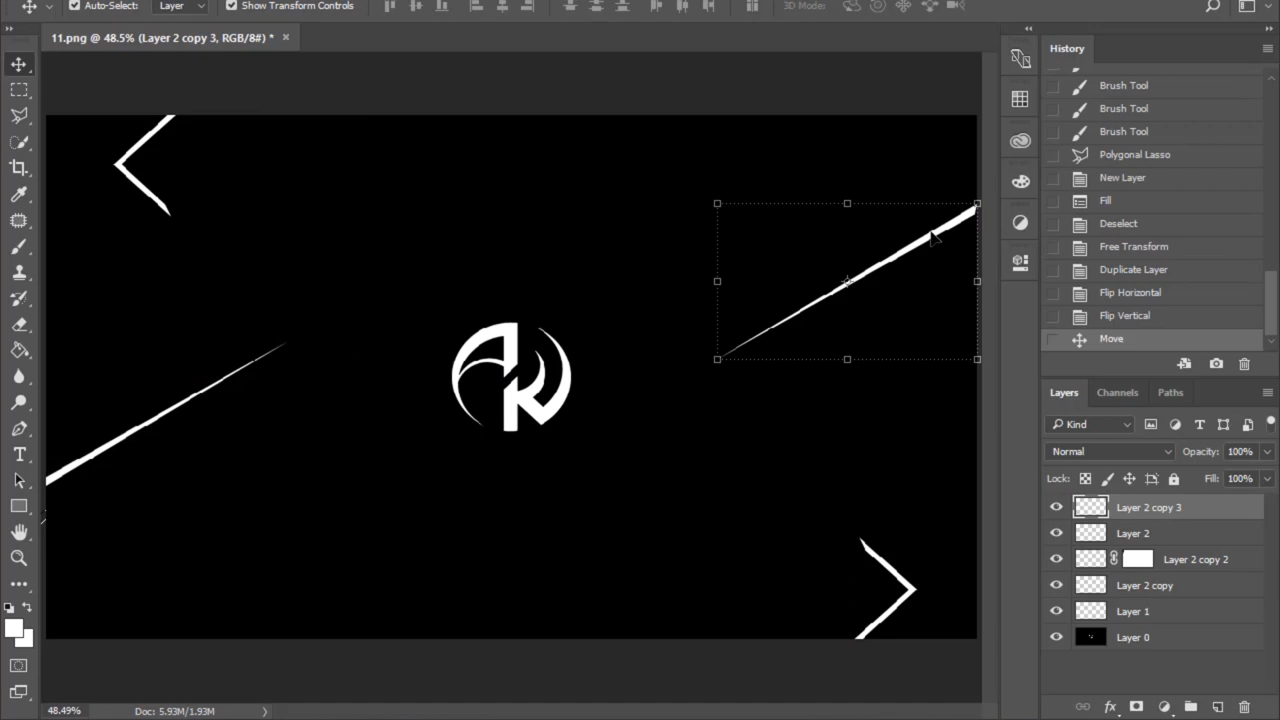 Auto-Select: Layer Show Transform Controls 3D Mode:
11.png @ 48.5% (Layer 2 copy 3, RGB/8#) *
History
Brush Tool
Brush Tool
Brush Tool
Polygonal Lasso
New Layer
Fill
Deselect
Free Transform
Duplicate Layer
Flip Horizontal
Flip Vertical
Move
Layers Channels Paths
Kind
Normal Opacity: 100%
Lock: Fill: 100%
Layer 2 copy 3
Layer 2
Layer 2 copy 2
Layer 2 copy
Layer 1
Layer 0
48.49% Doc: 5.93M/1.93M